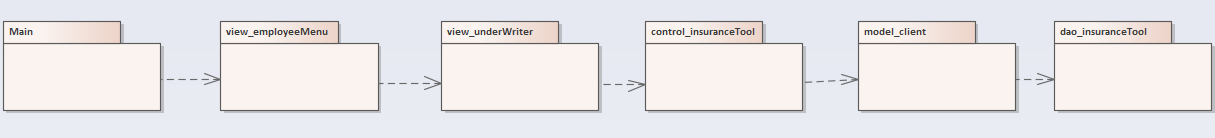 Main
view_employeeMenu
view_underWriter
control_insuranceTool
model_client
dao_insuranceTool